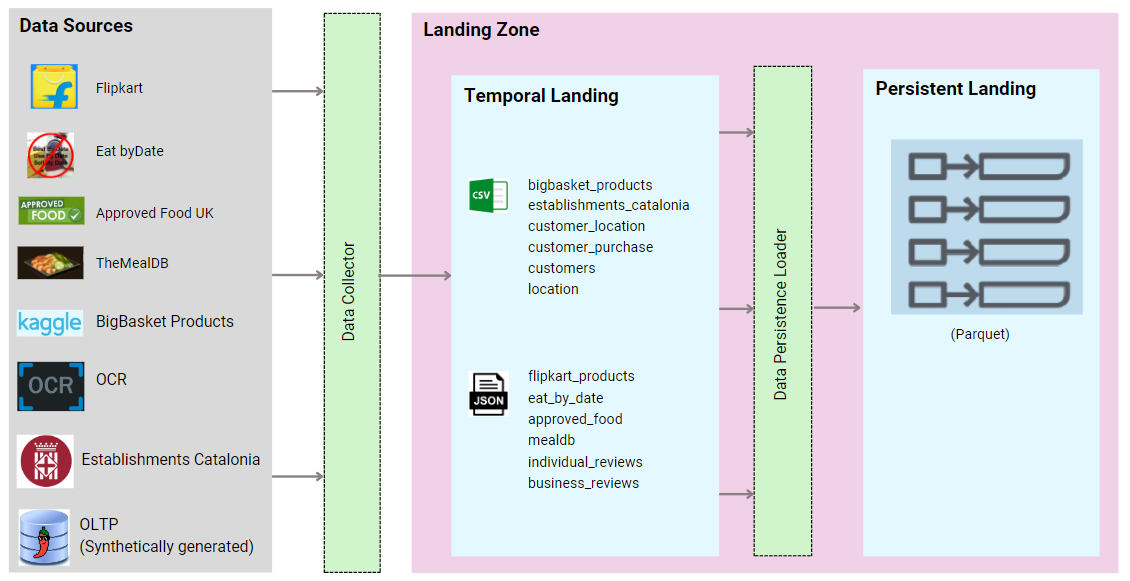 Data Sources
Flipkart
Eat byDate
APPROVED
FOOD
Approved Food UK
TheMealDB
kaggle
BigBasket Products
OCR
OCR
Establishments Catalonia
OLTP
(Synthetically generated)
Data Collector
Landing Zone
Temporal Landing
CSV
bigbasket_products
establishments_catalonia
customer_location
customer_purchase
customers
location
JSON
flipkart_products
eat_by_date
approved_food
mealdb
individual_reviews
business_reviews
Data Persistence Loader
Persistent Landing
(Parquet)